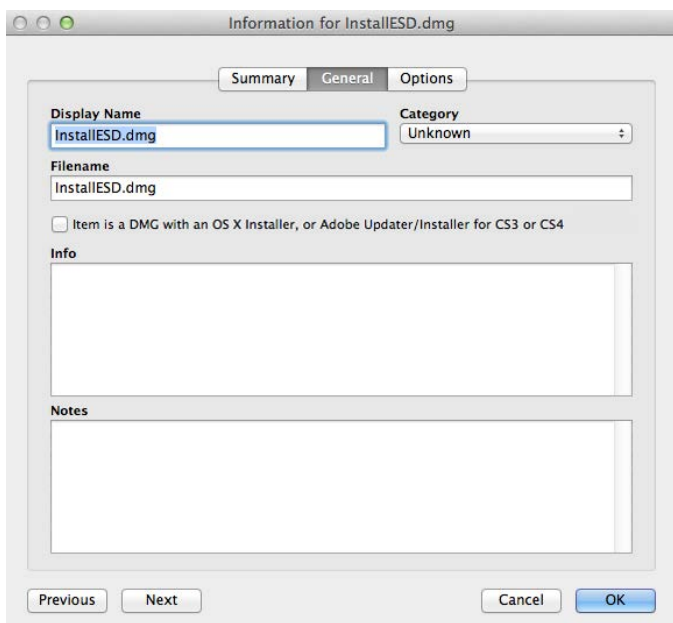 Information for InstallESD.dmg
Summary General Options
Display Name Category
InstallESD.dmg Unknown
Filename
InstallESD.dmg
Item is a DMG with an OS X Installer, or Adobe Updater/Installer for CS3 or CS4
Info
Notes
Previous Next Cancel OK